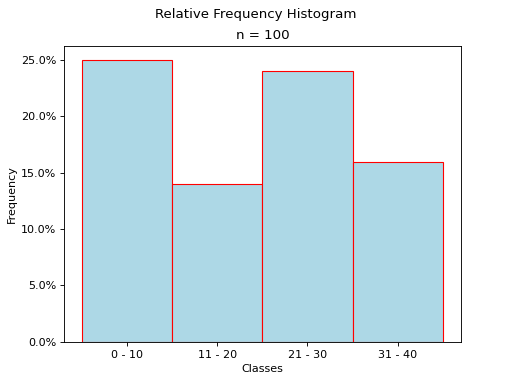 Relative Frequency Histogram
n = 100
25.0%
20.0%
15.0%
10.0%
5.0%
0.0%
Frequency
0 - 10
11 - 20
21 - 30
31 - 40
Classes